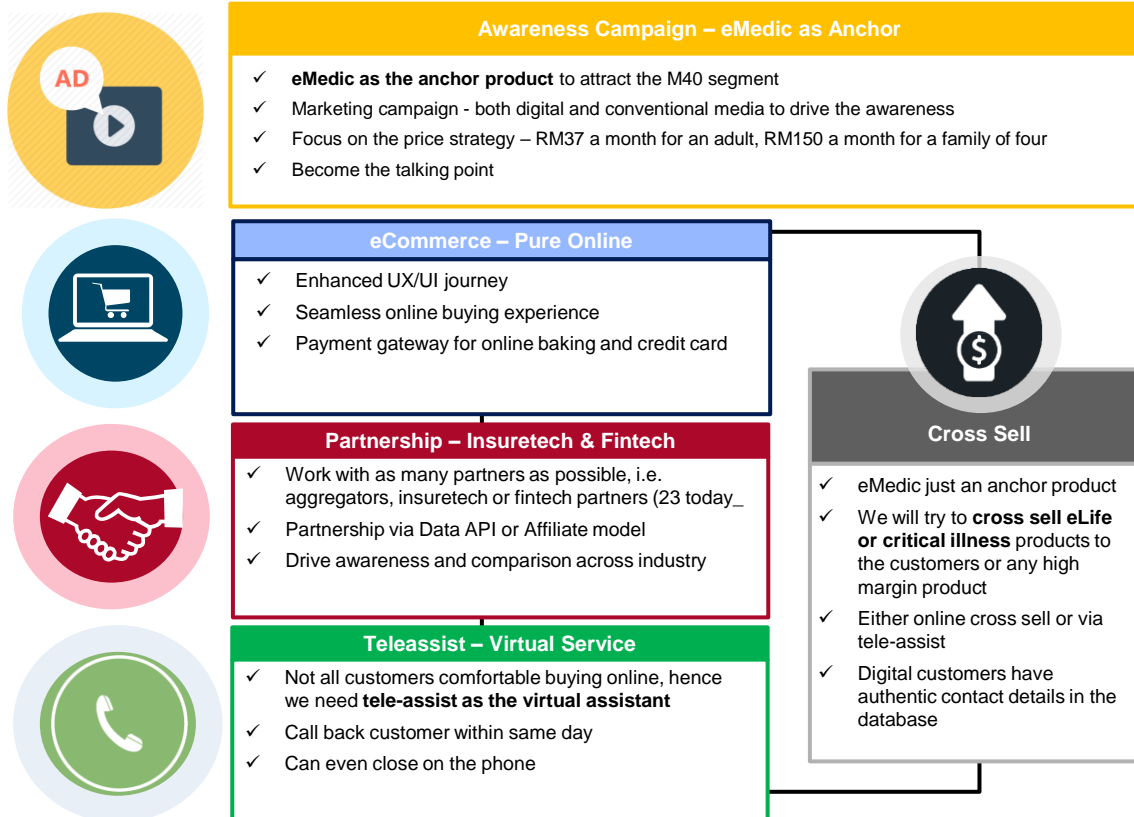 AD
Awareness Campaign – eMedic as Anchor
✓ eMedic as the anchor product to attract the M40 segment
✓ Marketing campaign - both digital and conventional media to drive the awareness
✓ Focus on the price strategy – RM37 a month for an adult, RM150 a month for a family of four
✓ Become the talking point
eCommerce – Pure Online
✓ Enhanced UX/UI journey
✓ Seamless online buying experience
✓ Payment gateway for online baking and credit card
Partnership – Insuretech & Fintech
✓ Work with as many partners as possible, i.e.
aggregators, insuretech or fintech partners (23 today_
✓ Partnership via Data API or Affiliate model
✓ Drive awareness and comparison across industry
Teleassist – Virtual Service
✓ Not all customers comfortable buying online, hence
we need tele-assist as the virtual assistant
✓ Call back customer within same day
✓ Can even close on the phone
$
Cross Sell
✓ eMedic just an anchor product
✓ We will try to cross sell eLife
or critical illness products to
the customers or any high
margin product
✓ Either online cross sell or via
tele-assist
✓ Digital customers have
authentic contact details in the
database